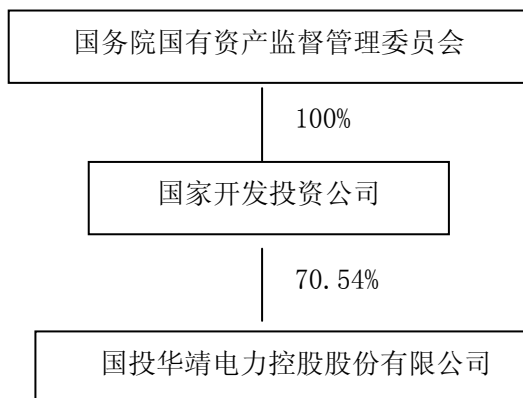 国务院国有资产监督管理委员会
100%
国家开发投资公司
70.54%
国投华靖电力控股股份有限公司